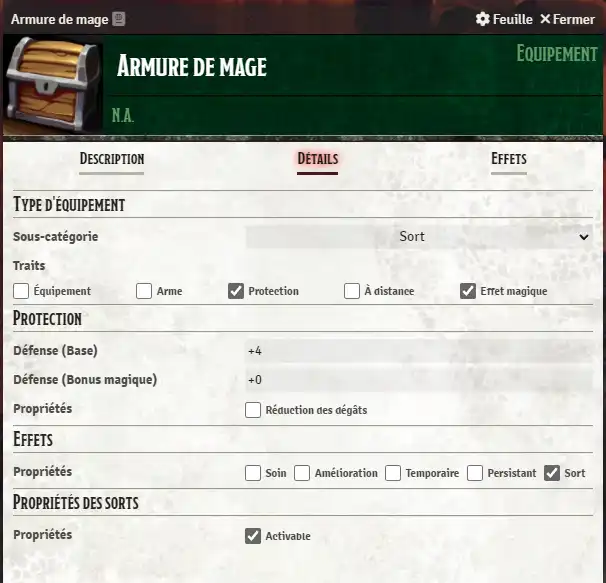 Armure de mage Feuille Fermer
Equipement
Armure de mage
N.A.
Description Détails Effets
Type d'équipement
Sous-catégorie Sort
Traits
Équipement Arme Protection À distance Effet magique
Protection
Défense (Base) +4
Défense (Bonus magique) +0
Propriétés Réduction des dégâts
Effets
Propriétés Soin Amélioration Temporaire Persistant Sort
Propriétés des sorts
Propriétés Activable